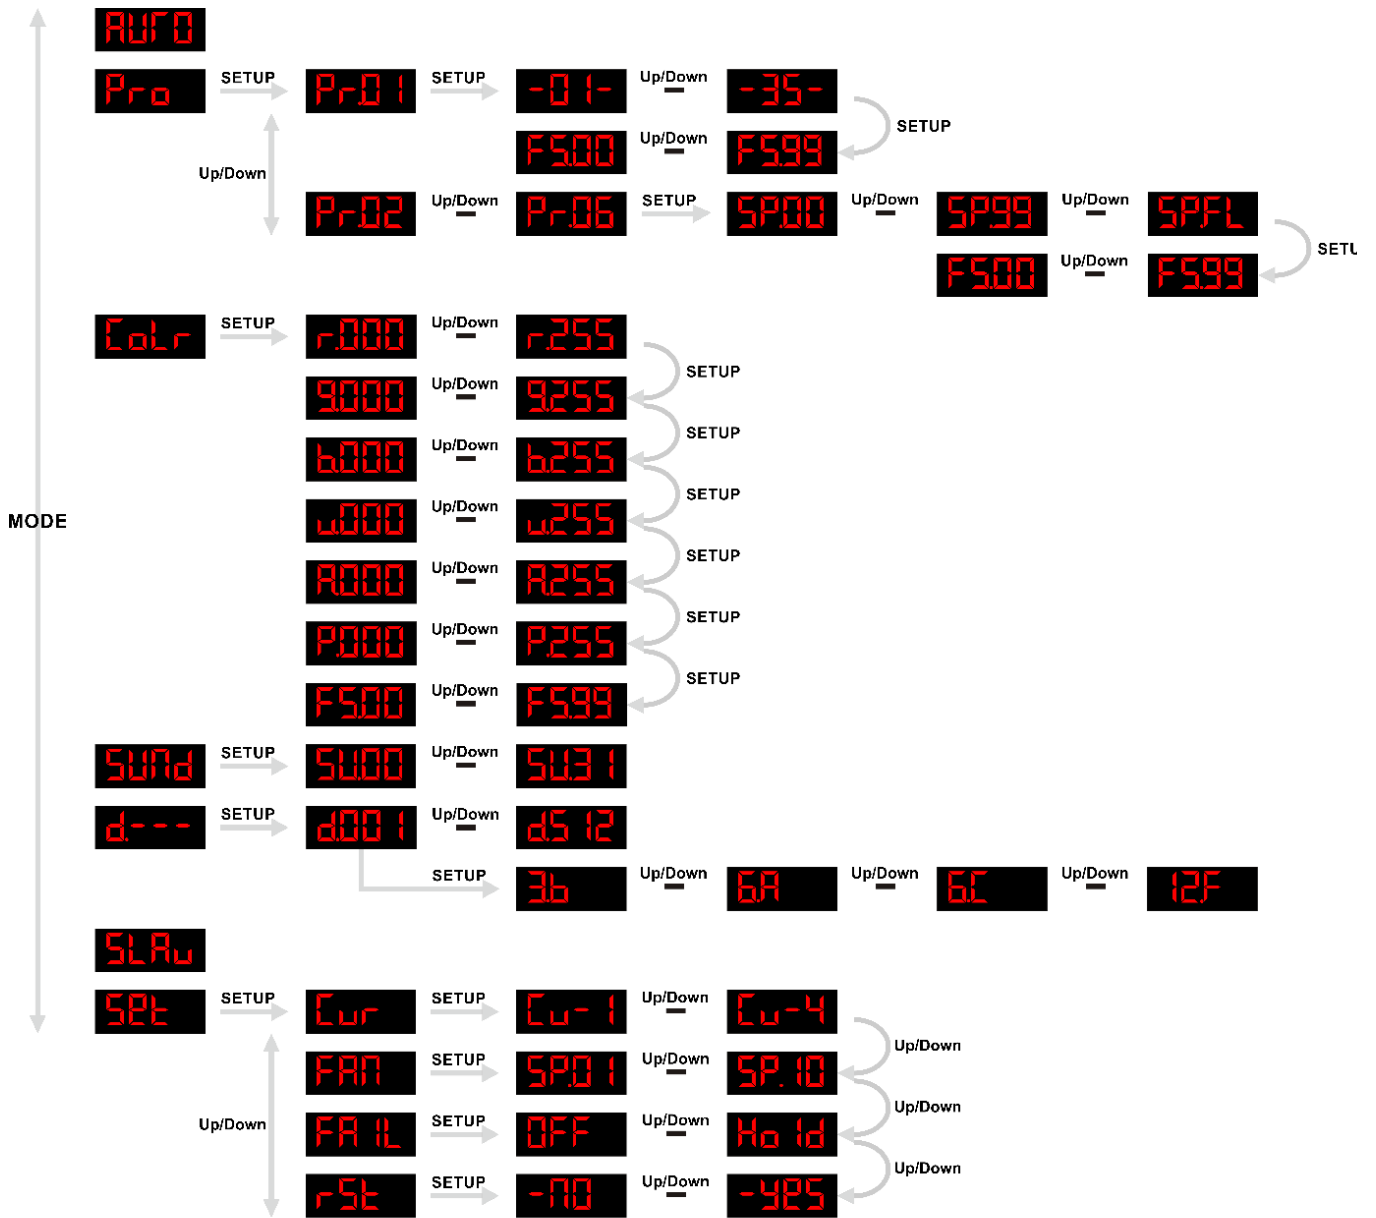 AUTO
Pro SETUP Pr.01 SETUP -01- Up/Down -35-
SETUP
FS.00 Up/Down FS.99
Up/Down
Pr.02 Up/Down Pr.06 SETUP SP.00 Up/Down SP.99 Up/Down SP.FL
SETU
FS.00 Up/Down FS.99
CoLr SETUP r.000 Up/Down r.255
SETUP
g.000 Up/Down g.255
SETUP
b.000 Up/Down b.255
SETUP
MODE
u.000 Up/Down u.255
SETUP
A.000 Up/Down A.255
SETUP
P.000 Up/Down P.255
SETUP
FS.00 Up/Down FS.99
SUNd SETUP SU.00 Up/Down SU.31
d.--- SETUP d.001 Up/Down d.512
SETUP 3.b Up/Down 6.A Up/Down 6.C Up/Down 12.F
SLAv
SEt SETUP Cur SETUP Cu-1 Up/Down Cu-4
Up/Down
FAN SETUP SP.01 Up/Down SP.10
Up/Down
Up/Down
FAIL SETUP OFF Up/Down Hold
Up/Down
rSt SETUP -NO Up/Down -yES